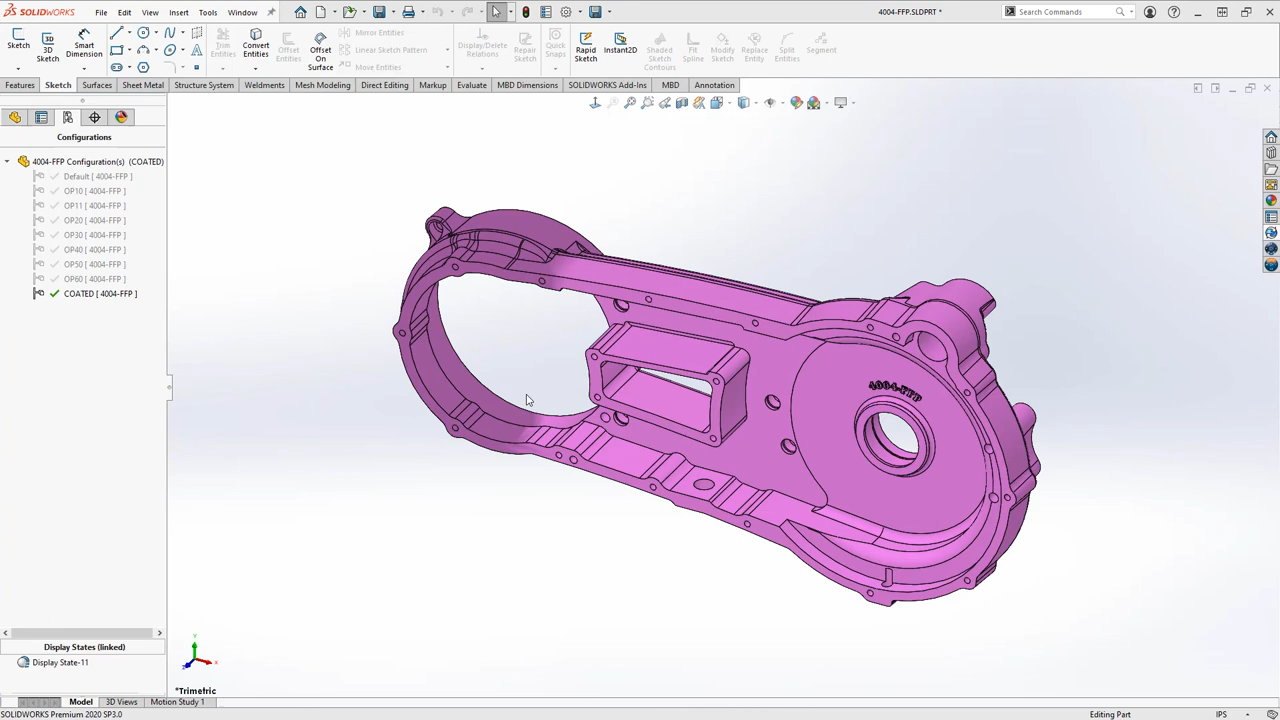 SOLIDWORKS File Edit View Insert Tools Window 4004-FFP.SLDPRT * Search Commands
Sketch 3D Sketch Smart Dimension Trim Entities Convert Entities Offset Entities Offset On Surface Mirror Entities Linear Sketch Pattern Move Entities Display/Delete Relations Repair Sketch Quick Snaps Rapid Sketch Instant2D Shaded Sketch Contours Fit Spline Modify Sketch Replace Entity Split Entities Segment
Features Sketch Surfaces Sheet Metal Structure System Weldments Mesh Modeling Direct Editing Markup Evaluate MBD Dimensions SOLIDWORKS Add-Ins MBD Annotation
Configurations
4004-FFP Configuration(s) (COATED)
Default [ 4004-FFP ]
OP10 [ 4004-FFP ]
OP11 [ 4004-FFP ]
OP20 [ 4004-FFP ]
OP30 [ 4004-FFP ]
OP40 [ 4004-FFP ]
OP50 [ 4004-FFP ]
OP60 [ 4004-FFP ]
COATED [ 4004-FFP ]
4004-FFP
Display States (linked)
Display State-11
Y
X
Z
*Trimetric
Model 3D Views Motion Study 1
SOLIDWORKS Premium 2020 SP3.0 Editing Part IPS